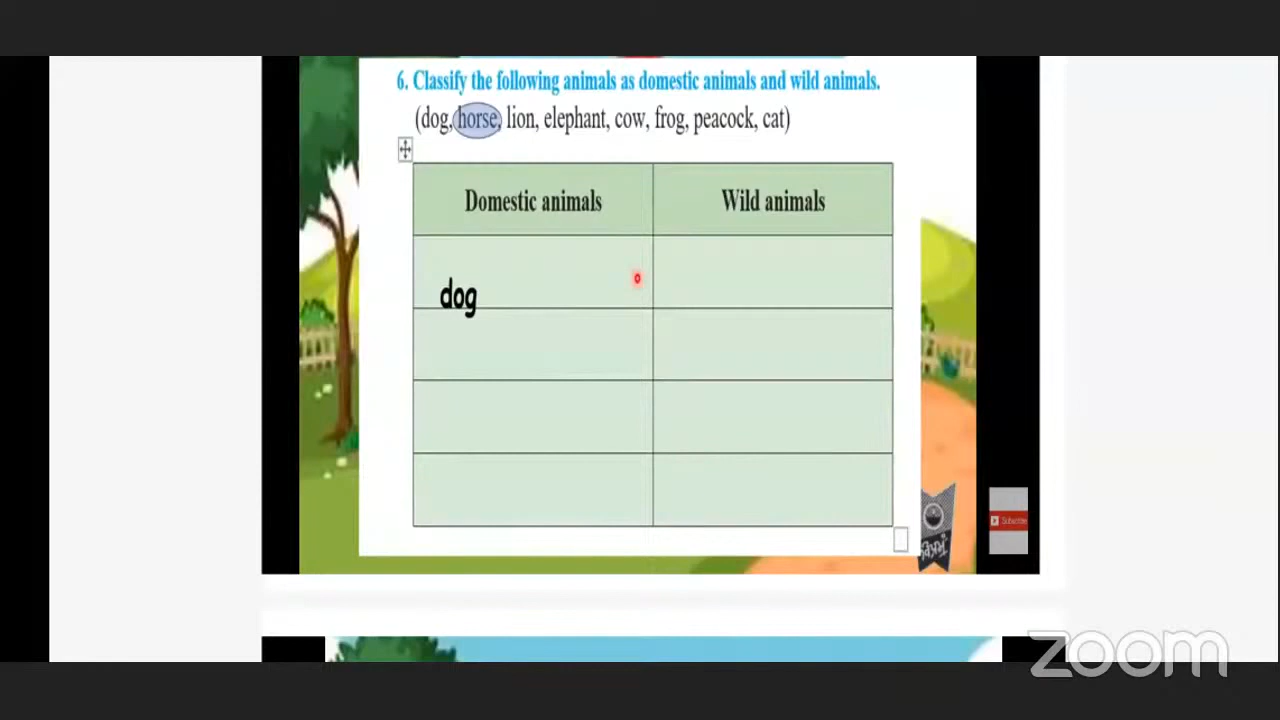 6. Classify the following animals as domestic animals and wild animals.
(dog, horse, lion, elephant, cow, frog, peacock, cat)
Domestic animals
Wild animals
dog
Subscribe
zoom